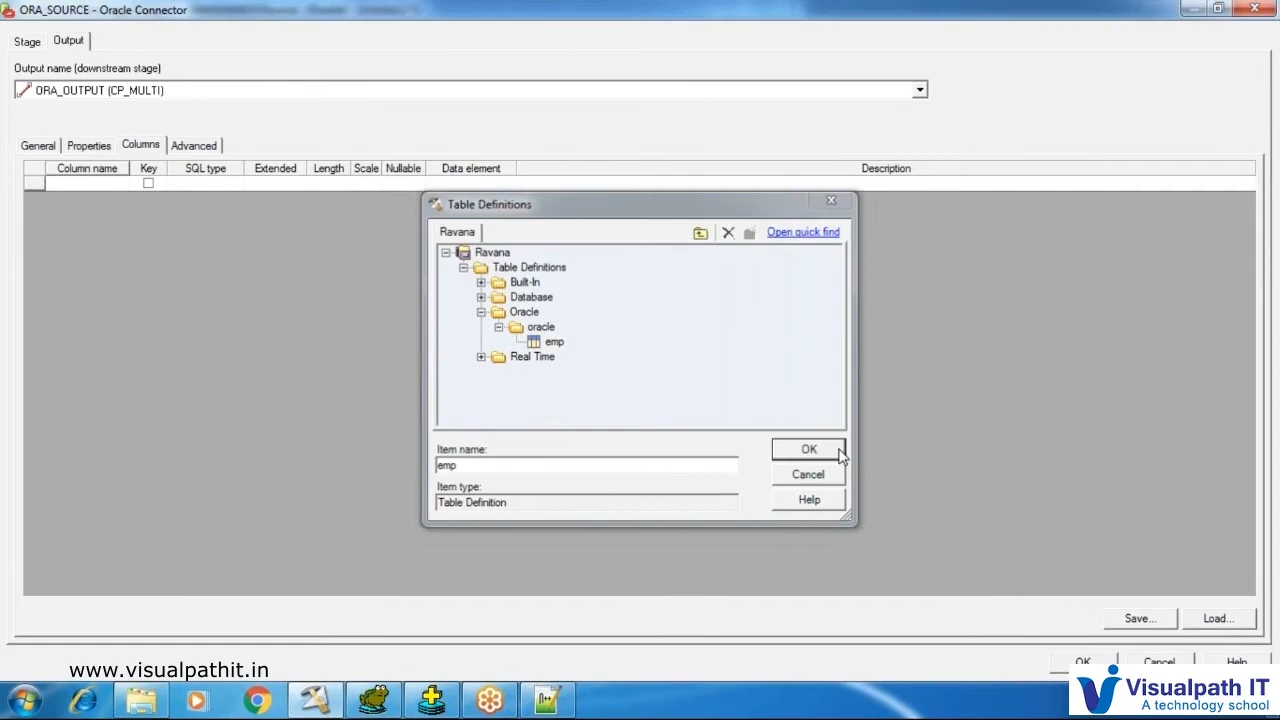 ORA_SOURCE - Oracle Connector
Stage Output
Output name (downstream stage)
ORA_OUTPUT (CP_MULTI)
General Properties Columns Advanced
Column name Key SQL type Extended Length Scale Nullable Data element Description
Table Definitions
Ravana
Open quick find
Ravana
Table Definitions
Built-In
Database
Oracle
oracle
emp
Real Time
Item name:
emp
Item type:
Table Definition
OK
Cancel
Help
Save... Load...
OK Cancel Help
www.visualpathit.in
Visualpath IT
A technology school